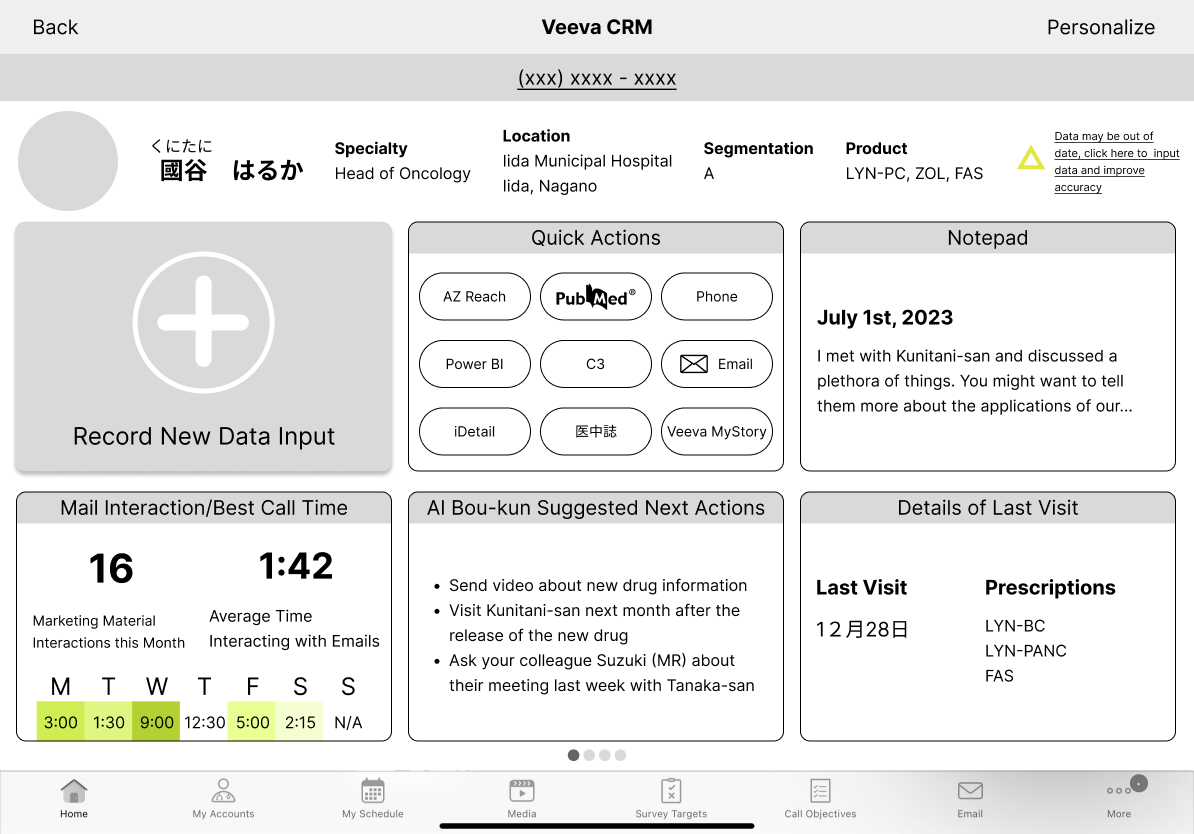 Back
Veeva CRM
Personalize
(xxx) xxxx - xxxx
くにたに
國谷　はるか
Specialty
Head of Oncology
Location
Iida Municipal Hospital
Iida, Nagano
Segmentation
A
Product
LYN-PC, ZOL, FAS
Data may be out of
date, click here to input
data and improve
accuracy
Record New Data Input
Quick Actions
AZ Reach
PubMed®
Phone
Power BI
C3
Email
iDetail
医中誌
Veeva MyStory
Notepad
July 1st, 2023
I met with Kunitani-san and discussed a
plethora of things. You might want to tell
them more about the applications of our...
Mail Interaction/Best Call Time
16
Marketing Material
Interactions this Month
1:42
Average Time
Interacting with Emails
M T W T F S S
3:00 1:30 9:00 12:30 5:00 2:15 N/A
AI Bou-kun Suggested Next Actions
• Send video about new drug information
• Visit Kunitani-san next month after the
release of the new drug
• Ask your colleague Suzuki (MR) about
their meeting last week with Tanaka-san
Details of Last Visit
Last Visit
1２月28日
Prescriptions
LYN-BC
LYN-PANC
FAS
Home
My Accounts
My Schedule
Media
Survey Targets
Call Objectives
Email
More